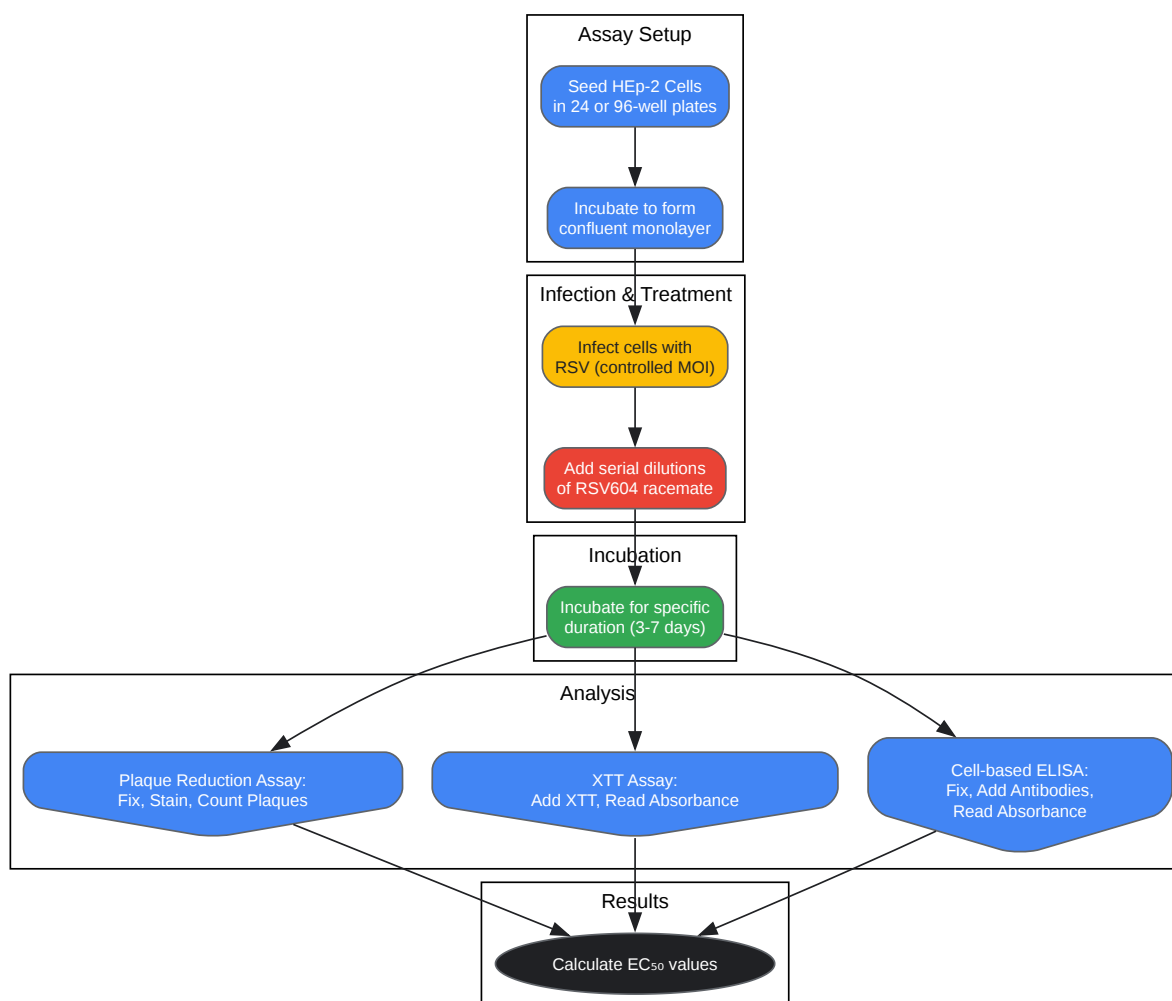 Assay Setup
Seed HEp-2 Cells
in 24 or 96-well plates
Incubate to form
confluent monolayer
Infection & Treatment
Infect cells with
RSV (controlled MOI)
Add serial dilutions
of RSV604 racemate
Incubation
Incubate for specific
duration (3-7 days)
Analysis
Plaque Reduction Assay:
Fix, Stain, Count Plaques
XTT Assay:
Add XTT, Read Absorbance
Cell-based ELISA:
Fix, Add Antibodies,
Read Absorbance
Results
Calculate EC₅₀ values